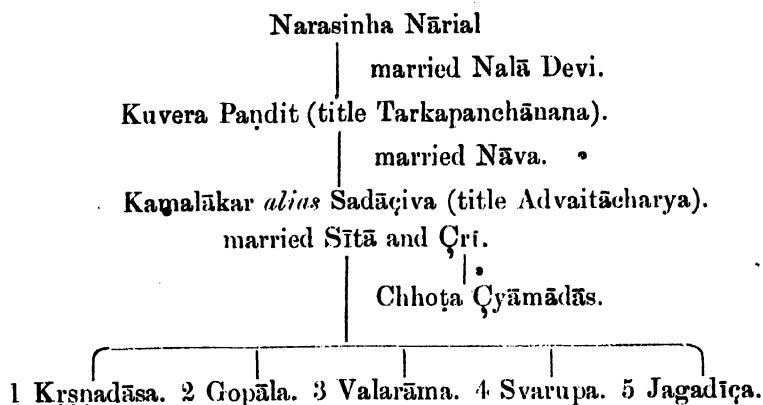 Narasinha Nārial
married Nalā Devi.
Kuvera Paṇdit (title Tarkapanchānana).
married Nāva.
Kamalākar alias Sadāçiva (title Advaitācharya).
married Sītā and Çrī.
Chhoṭa Çyāmādās.
1 Kṛṣṇadāsa. 2 Gopāla. 3 Valarāma. 4 Svarupa. 5 Jagadīça.